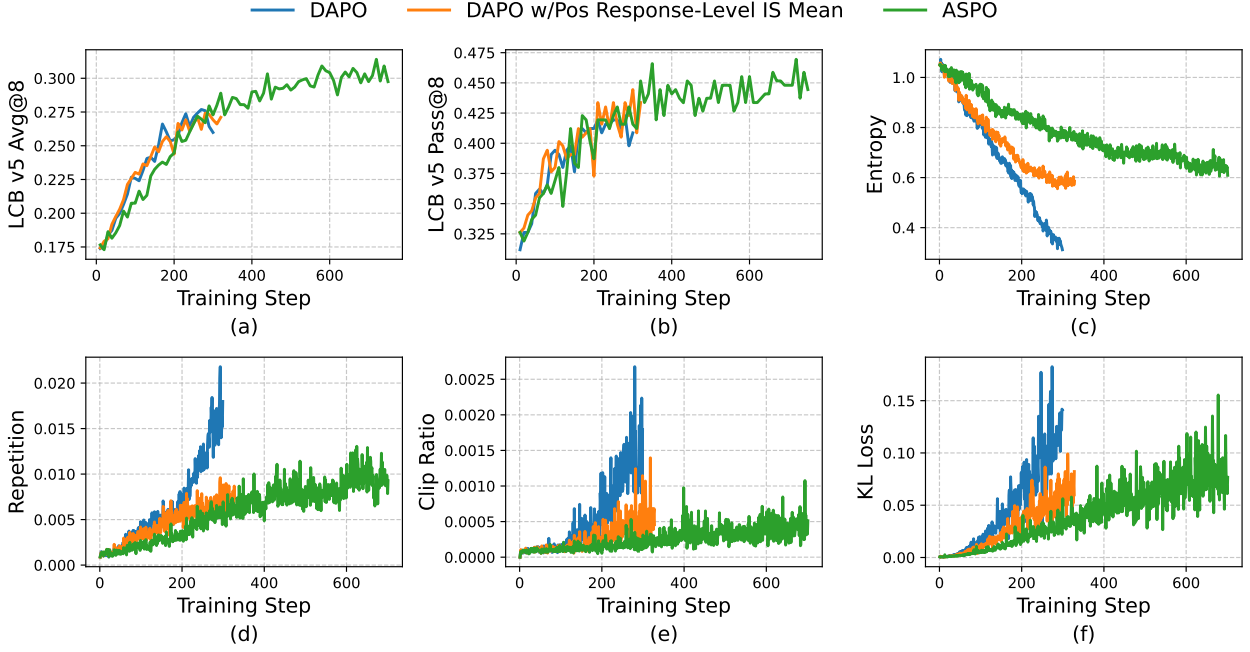 DAPO DAPO w/Pos Response-Level IS Mean ASPO
LCB v5 Avg@8
0.300
0.275
0.250
0.225
0.200
0.175
0 200 400 600
Training Step
(a)
LCB v5 Pass@8
0.475
0.450
0.425
0.400
0.375
0.350
0.325
0 200 400 600
Training Step
(b)
Entropy
1.0
0.8
0.6
0.4
0 200 400 600
Training Step
(c)
Repetition
0.020
0.015
0.010
0.005
0.000
0 200 400 600
Training Step
(d)
Clip Ratio
0.0025
0.0020
0.0015
0.0010
0.0005
0.0000
0 200 400 600
Training Step
(e)
KL Loss
0.15
0.10
0.05
0.00
0 200 400 600
Training Step
(f)